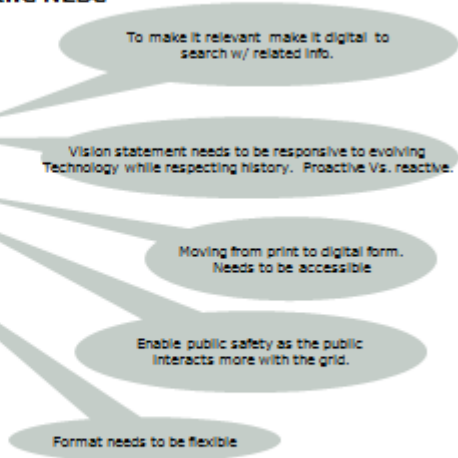 To make it relevant make it digital to
search w/ related info.
Vision statement needs to be responsive to evolving
Technology while respecting history. Proactive Vs. reactive.
Moving from print to digital form.
Needs to be accessible
Enable public safety as the public
interacts more with the grid.
Format needs to be flexible